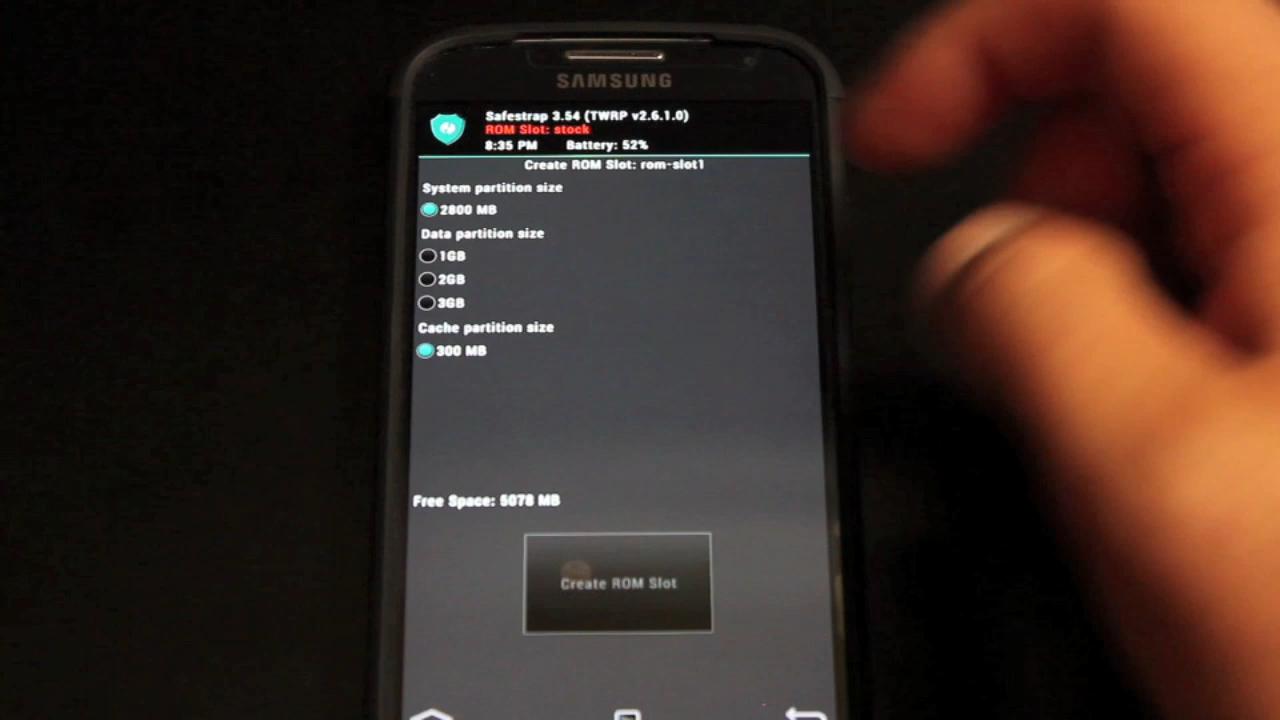 SAMSUNG
Safestrap 3.54 (TWRP v2.6.1.0)
ROM Slot: stock
8:35 PM Battery: 52%
Create ROM Slot: rom-slot1
System partition size
2800 MB
Data partition size
1GB
2GB
3GB
Cache partition size
300 MB
Free Space: 5078 MB
Create ROM Slot